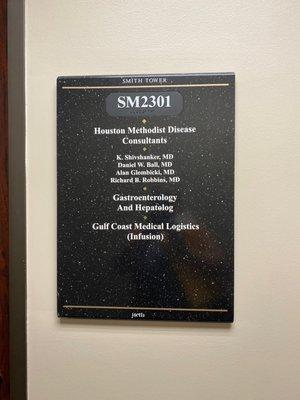 SMITH TOWER
SM2301
Houston Methodist Disease
Consultants
K. Shivshanker, MD
Daniel W. Ball, MD
Alan Glombicki, MD
Richard B. Robbins, MD
Gastroenterology
And Hepatolog
Gulf Coast Medical Logistics
(Infusion)